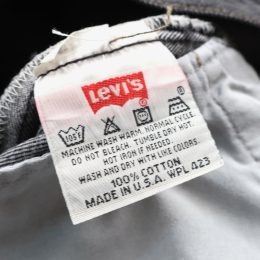 Levi's
105F
MACHINE WASH WARM. NORMAL CYCLE.
DO NOT BLEACH. TUMBLE DRY HOT.
HOT IRON IF NEEDED.
WASH AND DRY WITH LIKE COLORS.
100% COTTON
MADE IN U.S.A. WPL 423